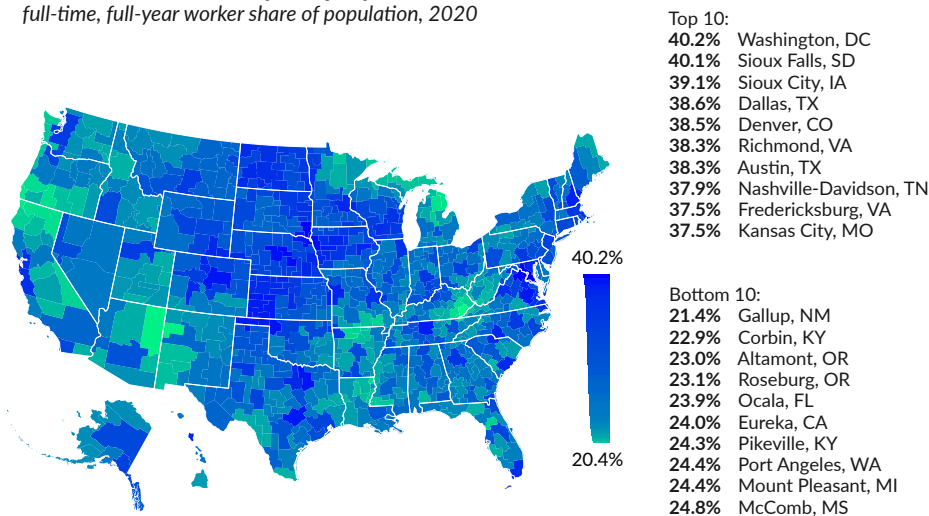 full-time, full-year worker share of population, 2020
Top 10:
40.2% Washington, DC
40.1% Sioux Falls, SD
39.1% Sioux City, IA
38.6% Dallas, TX
38.5% Denver, CO
38.3% Richmond, VA
38.3% Austin, TX
37.9% Nashville-Davidson, TN
37.5% Fredericksburg, VA
37.5% Kansas City, MO
40.2%
20.4%
Bottom 10:
21.4% Gallup, NM
22.9% Corbin, KY
23.0% Altamont, OR
23.1% Roseburg, OR
23.9% Ocala, FL
24.0% Eureka, CA
24.3% Pikeville, KY
24.4% Port Angeles, WA
24.4% Mount Pleasant, MI
24.8% McComb, MS